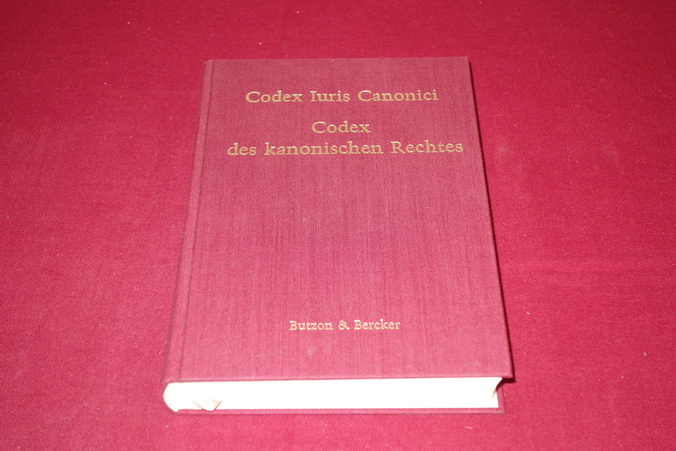 Codex Iuris Canonici
Codex
des kanonischen Rechtes
Butzon & Bercker